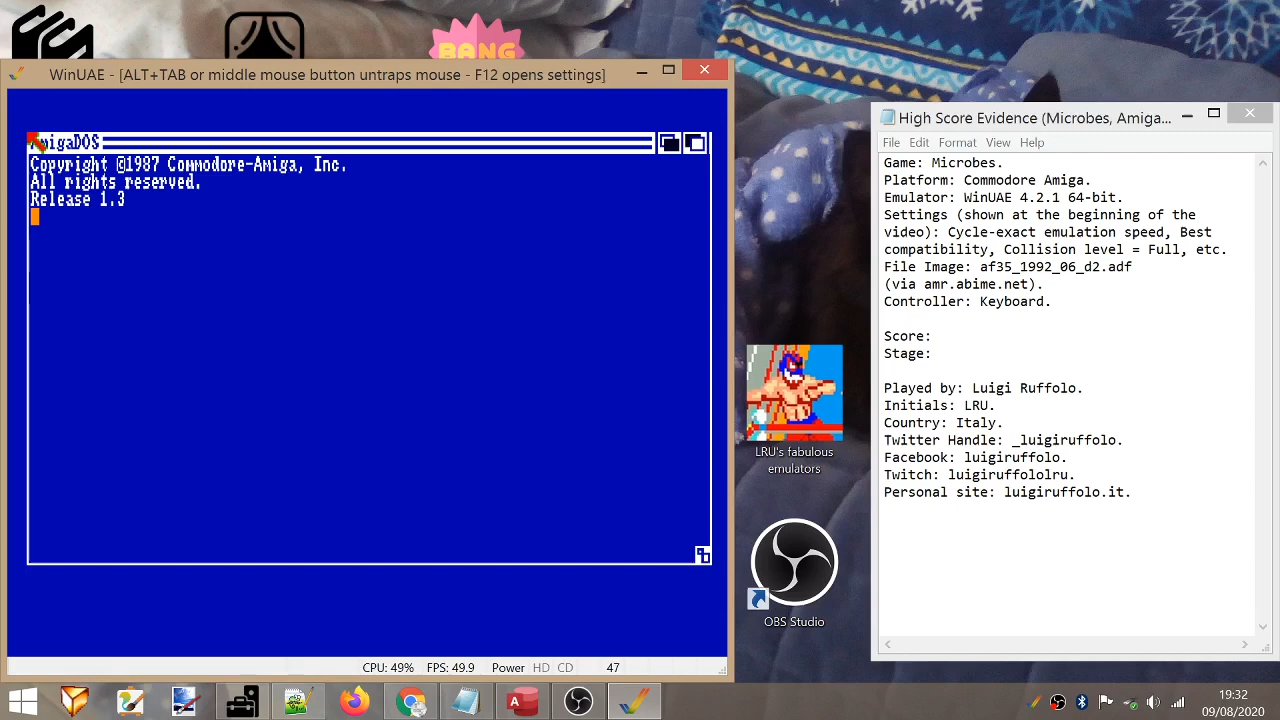 BANG
WinUAE - [ALT+TAB or middle mouse button untraps mouse - F12 opens settings]
AmigaDOS
Copyright ©1987 Commodore-Amiga, Inc.
All rights reserved.
Release 1.3
CPU: 49% FPS: 49.9 Power HD CD 47
LRU's fabulous
emulators
OBS Studio
High Score Evidence (Microbes, Amiga...
File Edit Format View Help
Game: Microbes.
Platform: Commodore Amiga.
Emulator: WinUAE 4.2.1 64-bit.
Settings (shown at the beginning of the
video): Cycle-exact emulation speed, Best
compatibility, Collision level = Full, etc.
File Image: af35_1992_06_d2.adf
(via amr.abime.net).
Controller: Keyboard.
Score:
Stage:
Played by: Luigi Ruffolo.
Initials: LRU.
Country: Italy.
Twitter Handle: _luigiruffolo.
Facebook: luigiruffolo.
Twitch: luigiruffololru.
Personal site: luigiruffolo.it.
19:32
09/08/2020